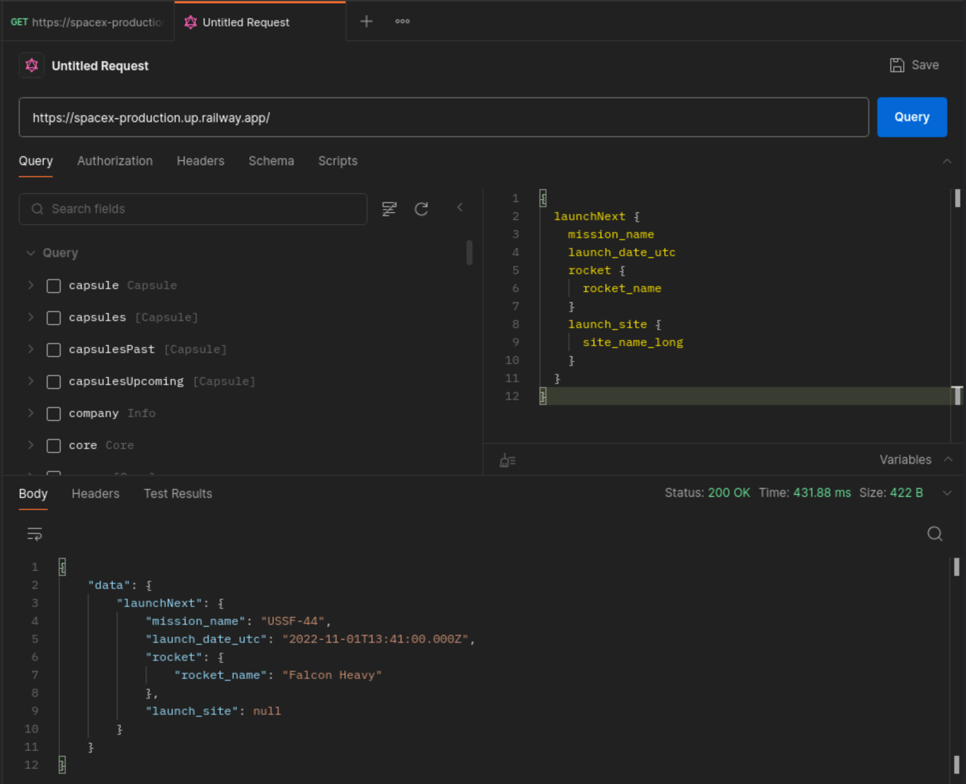 GET https://spacex-productio
Untitled Request
Untitled Request
Save
https://spacex-production.up.railway.app/
Query
Query Authorization Headers Schema Scripts
Search fields
Query
capsule Capsule
capsules [Capsule]
capsulesPast [Capsule]
capsulesUpcoming [Capsule]
company Info
core Core
1 {
2 launchNext {
3 mission_name
4 launch_date_utc
5 rocket {
6 rocket_name
7 }
8 launch_site {
9 site_name_long
10 }
11 }
12 }
Variables
Body Headers Test Results
Status: 200 OK Time: 431.88 ms Size: 422 B
1 {
2 "data": {
3 "launchNext": {
4 "mission_name": "USSF-44",
5 "launch_date_utc": "2022-11-01T13:41:00.000Z",
6 "rocket": {
7 "rocket_name": "Falcon Heavy"
8 },
9 "launch_site": null
10 }
11 }
12 }